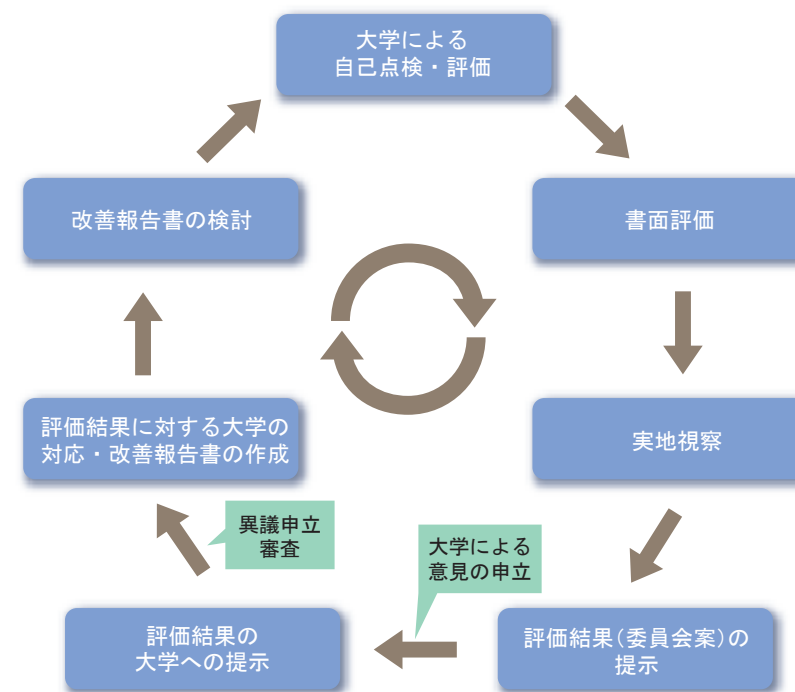 大学による
自己点検・評価
改善報告書の検討
書面評価
評価結果に対する大学の
対応・改善報告書の作成
実地視察
異議申立
審査
大学による
意見の申立
評価結果の
大学への提示
評価結果(委員会案)の
提示